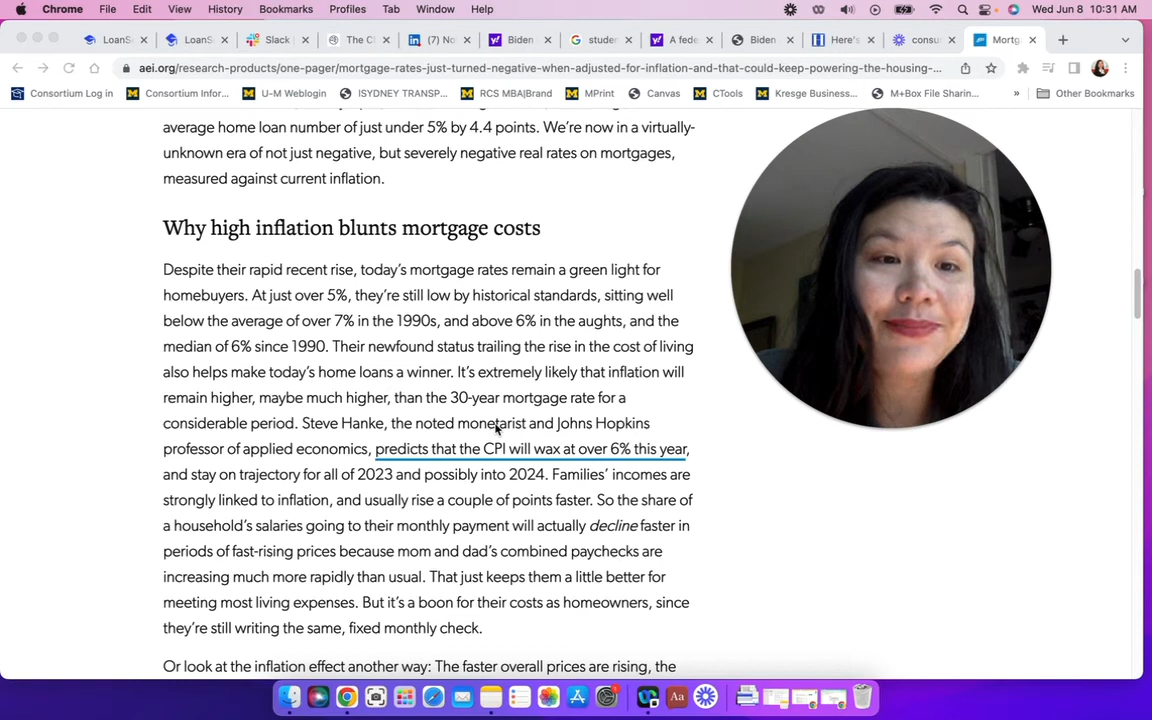 Chrome File Edit View History Bookmarks Profiles Tab Window Help Wed Jun 8 10:31 AM
LoanS LoanS Slack The C (7) No Biden stude A fede Biden Here's consu Mortg
aei.org/research-products/one-pager/mortgage-rates-just-turned-negative-when-adjusted-for-inflation-and-that-could-keep-powering-the-housing-...
Consortium Log in Consortium Infor... U-M Weblogin ISYDNEY TRANSP... RCS MBA|Brand MPrint Canvas CTools Kresge Business... M+Box File Sharin... » Other Bookmarks
average home loan number of just under 5% by 4.4 points. We're now in a virtually-
unknown era of not just negative, but severely negative real rates on mortgages,
measured against current inflation.
Why high inflation blunts mortgage costs
Despite their rapid recent rise, today's mortgage rates remain a green light for
homebuyers. At just over 5%, they're still low by historical standards, sitting well
below the average of over 7% in the 1990s, and above 6% in the aughts, and the
median of 6% since 1990. Their newfound status trailing the rise in the cost of living
also helps make today's home loans a winner. It's extremely likely that inflation will
remain higher, maybe much higher, than the 30-year mortgage rate for a
considerable period. Steve Hanke, the noted monetarist and Johns Hopkins
professor of applied economics, predicts that the CPI will wax at over 6% this year,
and stay on trajectory for all of 2023 and possibly into 2024. Families' incomes are
strongly linked to inflation, and usually rise a couple of points faster. So the share of
a household's salaries going to their monthly payment will actually decline faster in
periods of fast-rising prices because mom and dad's combined paychecks are
increasing much more rapidly than usual. That just keeps them a little better for
meeting most living expenses. But it's a boon for their costs as homeowners, since
they're still writing the same, fixed monthly check.
Or look at the inflation effect another way: The faster overall prices are rising, the
Aa